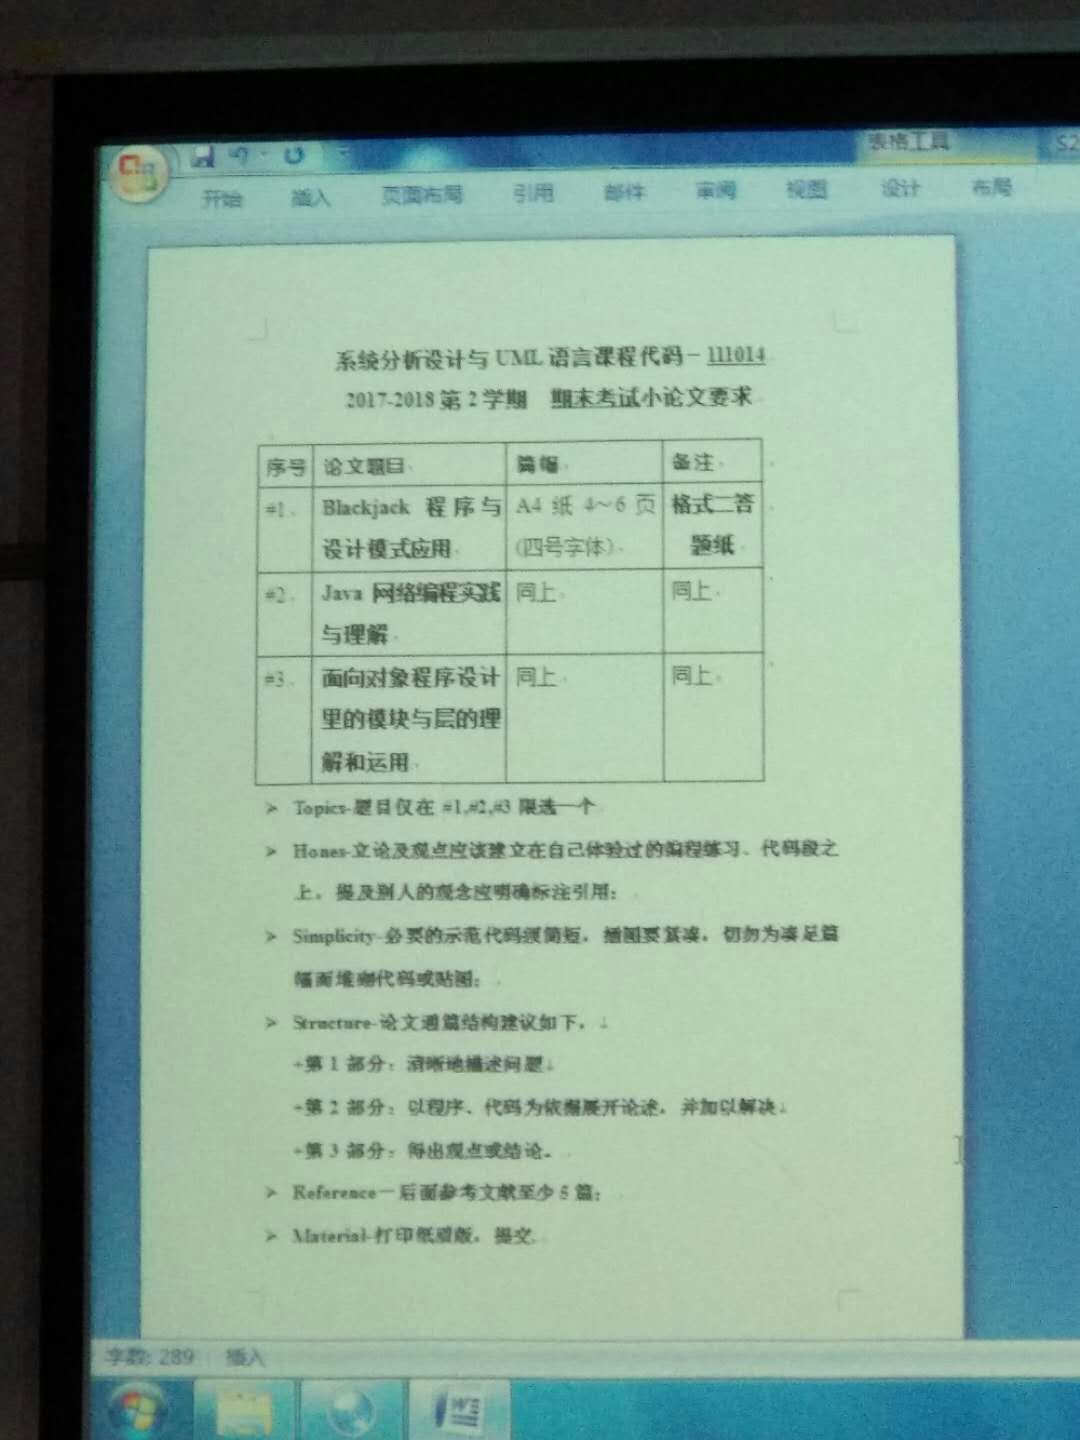 表格工具 S2
开始 插入 页面布局 引用 邮件 审阅 视图 设计 布局
系统分析设计与 UML 语言课程代码－111014
2017-2018 第 2 学期 期末考试小论文要求
序号 论文题目 篇幅 备注
#1 Blackjack 程序与 A4 纸 4～6 页 格式二答
设计模式应用 (四号字体) 题纸
#2 Java 网络编程实践 同上 同上
与理解
#3 面向对象程序设计 同上 同上
里的模块与层的理
解和运用
➢ Topics-题目仅在 #1,#2,#3 限选一个
➢ Hones-立论及观点应该建立在自己体验过的编程练习、代码段之
上，提及别人的观念应明确标注引用；
➢ Simplicity-必要的示范代码须简短，插图要紧凑，切勿为凑足篇
幅而堆砌代码或贴图；
➢ Structure-论文通篇结构建议如下，↓
+第 1 部分：清晰地描述问题↓
+第 2 部分：以程序、代码为依据展开论述，并加以解决↓
+第 3 部分：得出观点或结论。
➢ Reference－后面参考文献至少 5 篇；
➢ Material-打印纸质版，提交
字数: 289 插入